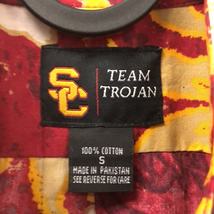 SC
TEAM
TROJAN
100% COTTON
S
MADE IN PAKISTAN
SEE REVERSE FOR CARE